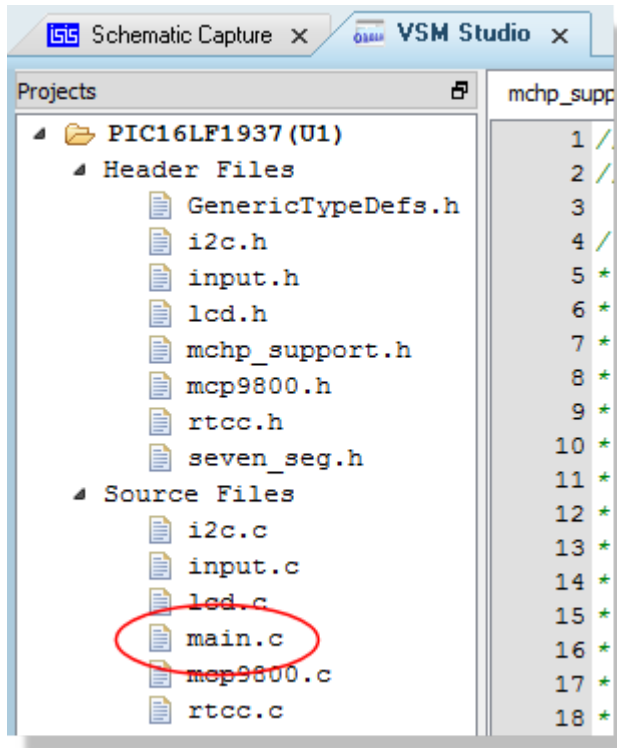 isis Schematic Capture x VSM Studio x
Projects
mchp_supp
PIC16LF1937 (U1)
Header Files
GenericTypeDefs.h
i2c.h
input.h
lcd.h
mchp_support.h
mcp9800.h
rtcc.h
seven_seg.h
Source Files
i2c.c
input.c
lcd.c
main.c
mcp9800.c
rtcc.c
1 /
2 /
3
4 /
5 *
6 *
7 *
8 *
9 *
10 *
11 *
12 *
13 *
14 *
15 *
16 *
17 *
18 *